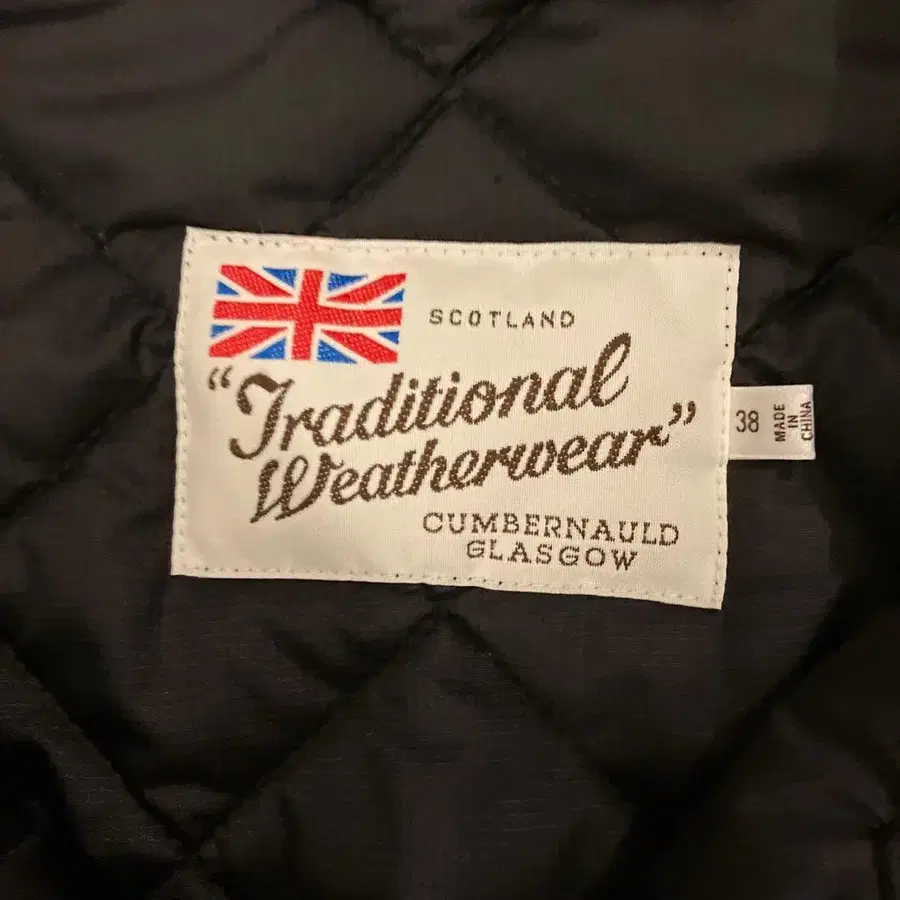 SCOTLAND
"Traditional
Weatherwear"
CUMBERNAULD
GLASGOW
38
MADE
IN
CHINA